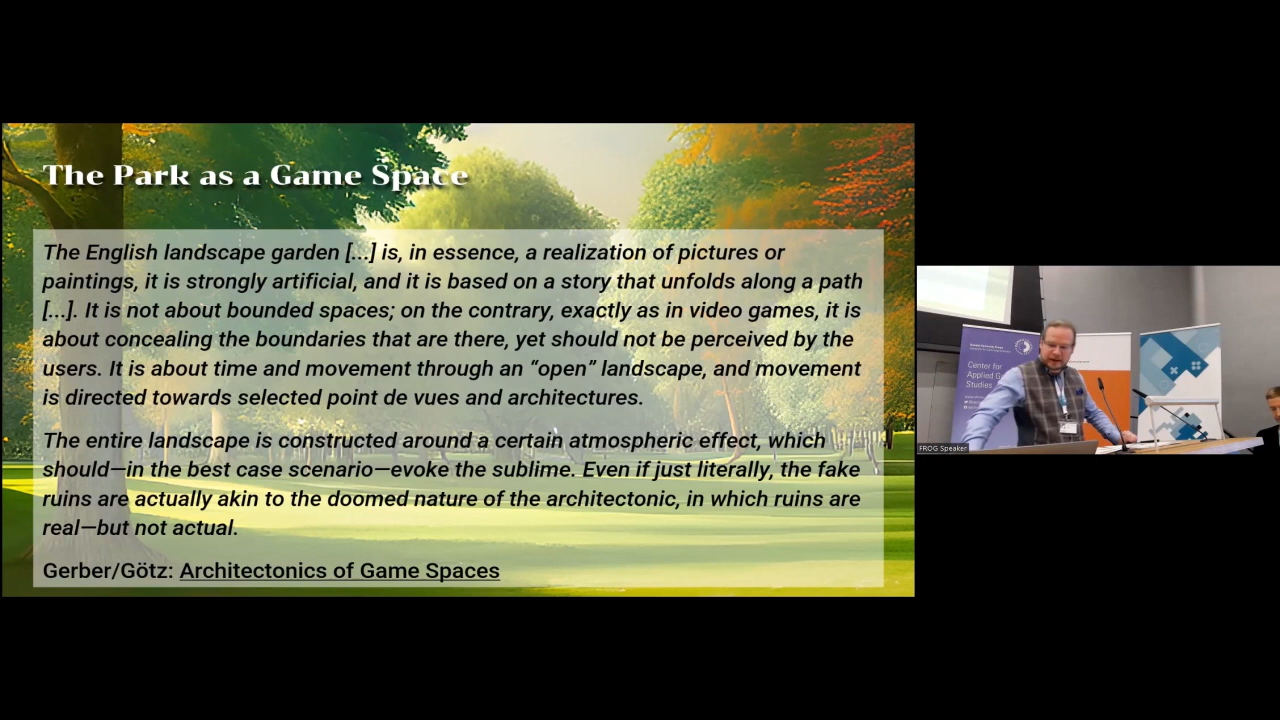 The Park as a Game Space
The English landscape garden [...] is, in essence, a realization of pictures or
paintings, it is strongly artificial, and it is based on a story that unfolds along a path
[...]. It is not about bounded spaces; on the contrary, exactly as in video games, it is
about concealing the boundaries that are there, yet should not be perceived by the
users. It is about time and movement through an “open” landscape, and movement
is directed towards selected point de vues and architectures.
The entire landscape is constructed around a certain atmospheric effect, which
should—in the best case scenario—evoke the sublime. Even if just literally, the fake
ruins are actually akin to the doomed nature of the architectonic, in which ruins are
real—but not actual.
Gerber/Götz: Architectonics of Game Spaces
Center for
Applied
Studies
FROG Speaker